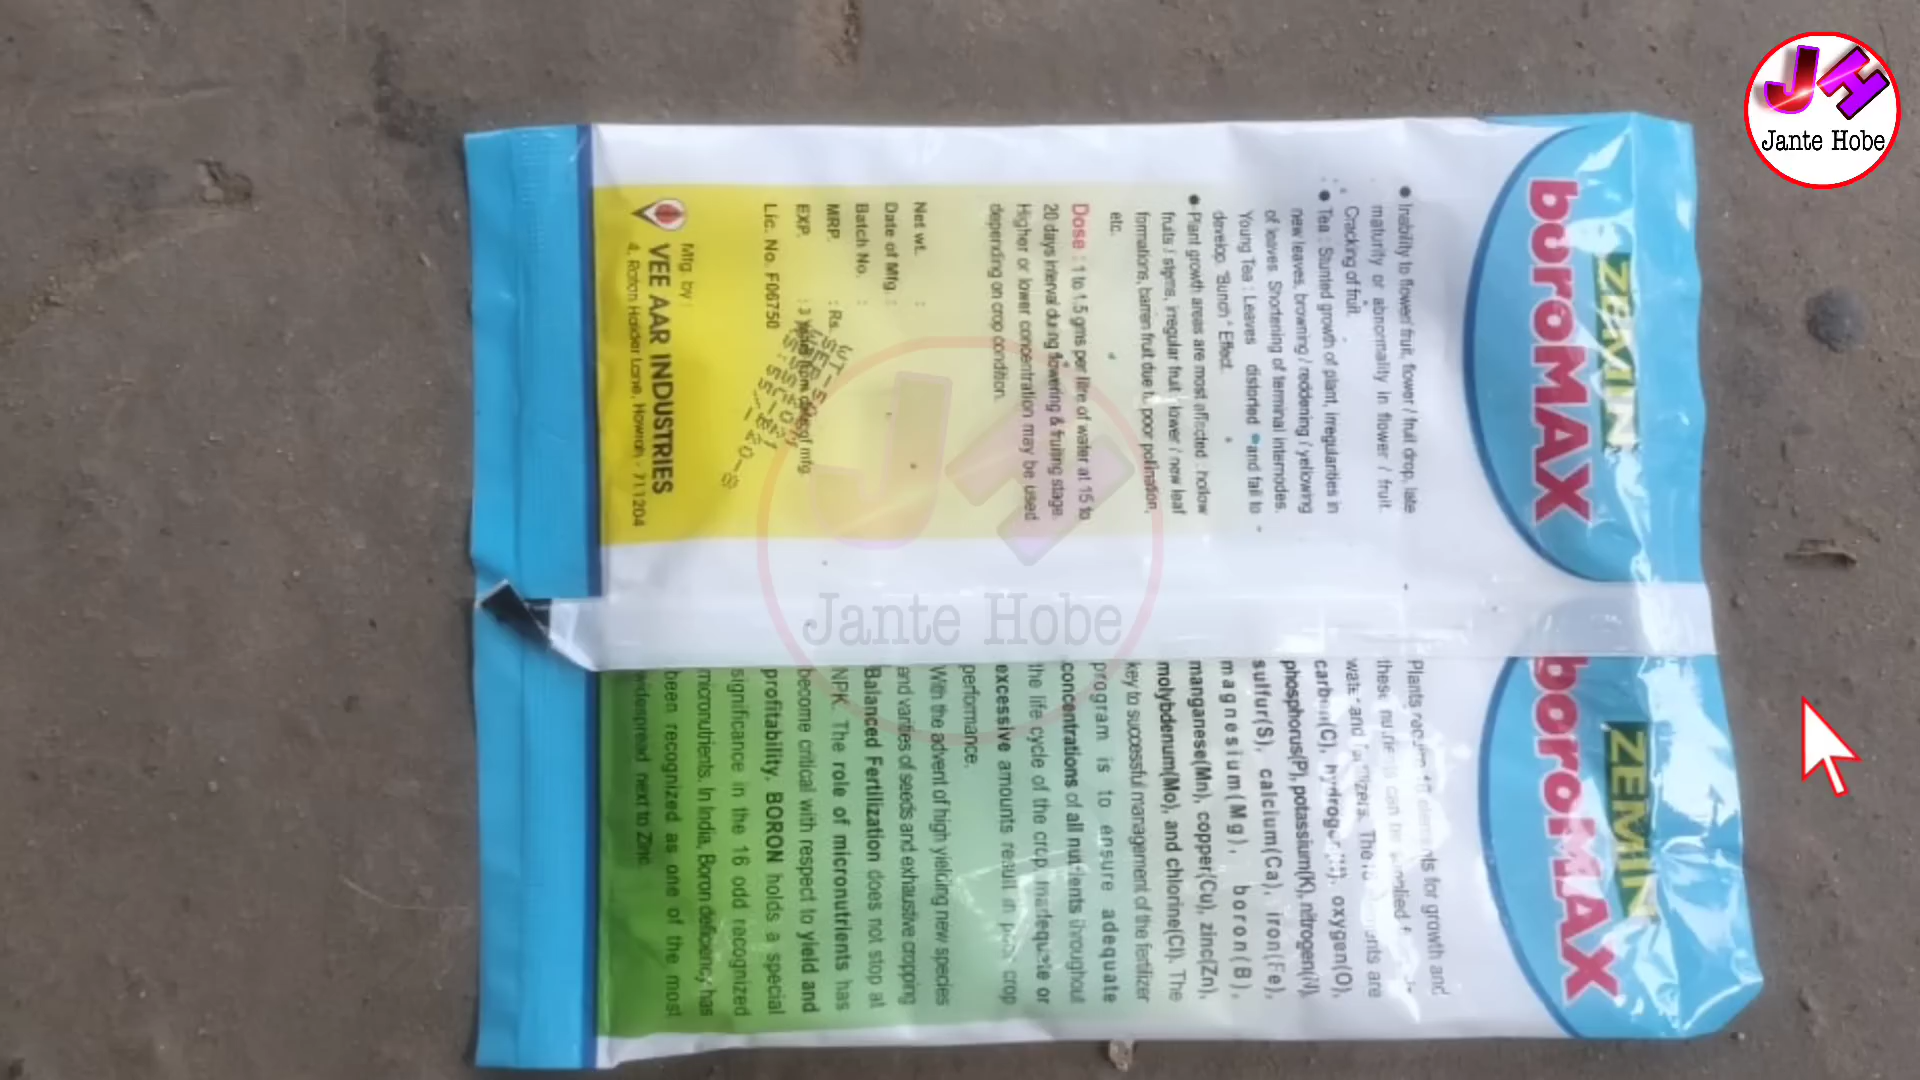 JH
Jante Hobe
ZEMIN
boroMAX
● Inability to flower/ fruit, flower / fruit drop, late
maturity or abnormality in flower / fruit.
Cracking of fruit.
● Tea : Stunted growth of plant, irregularities in
new leaves, browning / reddening / yellowing
of leaves. Shortening of terminal internodes.
Young Tea : Leaves distorted and fail to
develop, "Bunch" Effect.
● Plant growth areas are most affected : hollow
fruits / stems, irregular fruit / lower / new leaf
formations, barren fruit due to poor pollination,
etc.
Dose : 1 to 1.5 gms per litre of water at 15 to
20 days interval during flowering & fruiting stage.
Higher or lower concentration may be used
depending on crop condition.
Net wt. :
Date of Mfg. :
Batch No. :
MRP. : Rs.
EXP. : 3 years from date of mfg.
Lic. No. F06750
Mfg. by :
VEE AAR INDUSTRIES
4, Ratan Halder Lane, Howrah - 711204
ZEMIN
boroMAX
Plants elements for growth and
these can be
water and The are
carbon(C), hydrogen(H), oxygen(O),
phosphorus(P), potassium(K), nitrogen(N),
sulfur(S), calcium(Ca), iron(Fe),
magnesium(Mg), boron(B),
manganese(Mn), copper(Cu), zinc(Zn),
molybdenum(Mo), and chlorine(Cl). The
key to successful management of the fertilizer
program is to ensure adequate
concentrations of all nutrients throughout
the life cycle of the crop. Inadequate or
excessive amounts result in poor crop
performance.
With the advent of high yielding new species
and varities of seeds and exhaustive cropping
Balanced Fertilization does not stop at
NPK. The role of micronutrients has
become critical with respect to yield and
profitability. BORON holds a special
significance in the 16 odd recognized
micronutrients. In India, Boron deficiency has
been recognized as one of the most
widespread next to Zinc.
JH
Jante Hobe